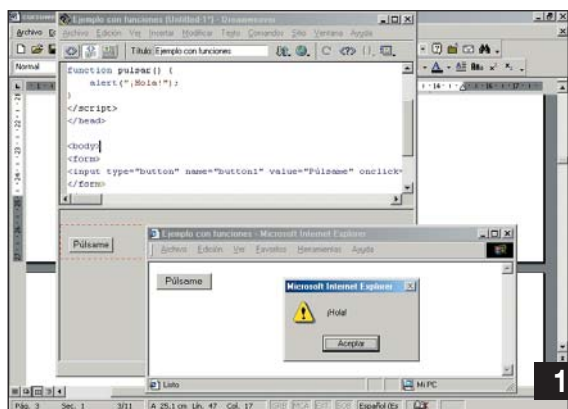 Ejemplo con funciones (Untitled-1*) - Dreamweaver
Archivo Edición Ver Insertar Modificar Texto Comandos Sitio Ventana Ayuda
Título: Ejemplo con funciones
Normal
function pulsar() {
alert("¡Hola!");
}
</script>
</head>
<body>
<form>
<input type="button" name="button1" value="Púlsame" onclick=
</form>
Púlsame
Ejemplo con funciones - Microsoft Internet Explorer
Archivo Edición Ver Favoritos Herramientas Ayuda
Púlsame
Microsoft Internet Explorer
¡Hola!
Aceptar
Listo
Mi PC
1
Pág. 3 Sec. 1 3/11 A 25,1 cm Lín. 47 Col. 17 GRB MCA EXT SOB Español (Es